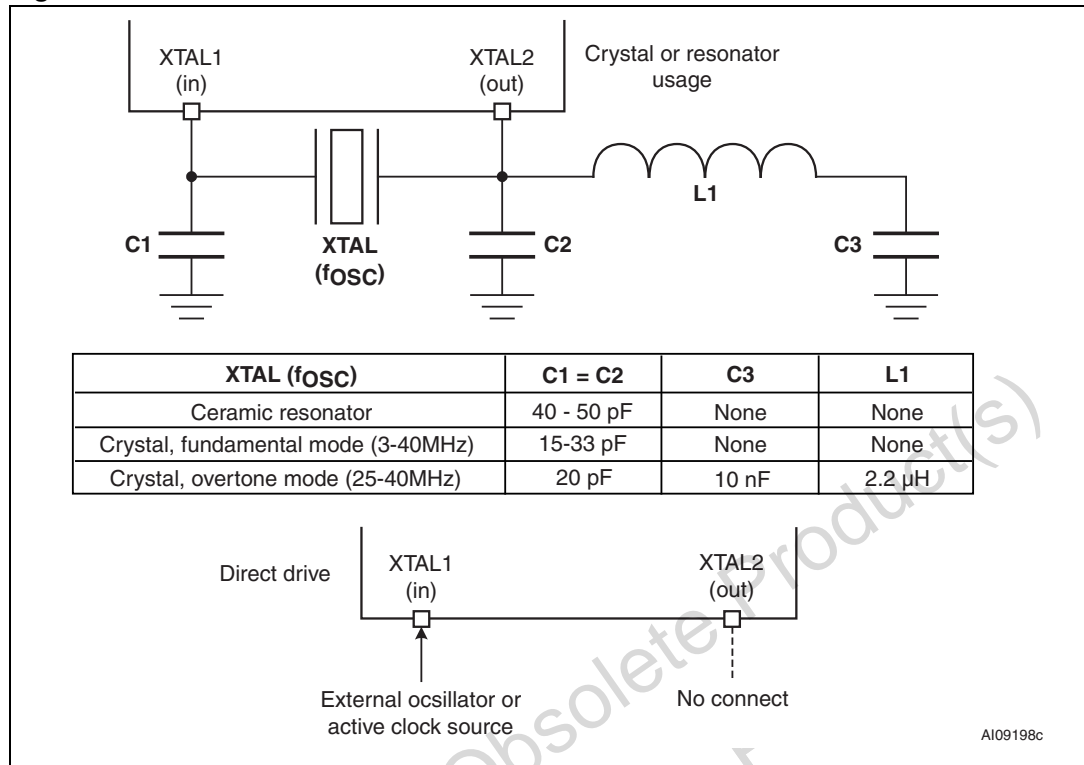 XTAL1
(in)
XTAL2
(out)
Crystal or resonator
usage
L1
C1
XTAL
(fOSC)
C2
C3
XTAL (fOSC) C1 = C2 C3 L1
Ceramic resonator 40 - 50 pF None None
Crystal, fundamental mode (3-40MHz) 15-33 pF None None
Crystal, overtone mode (25-40MHz) 20 pF 10 nF 2.2 µH
Direct drive
XTAL1
(in)
XTAL2
(out)
External ocsillator or
active clock source
No connect
AI09198c
Obsolete Product(s)